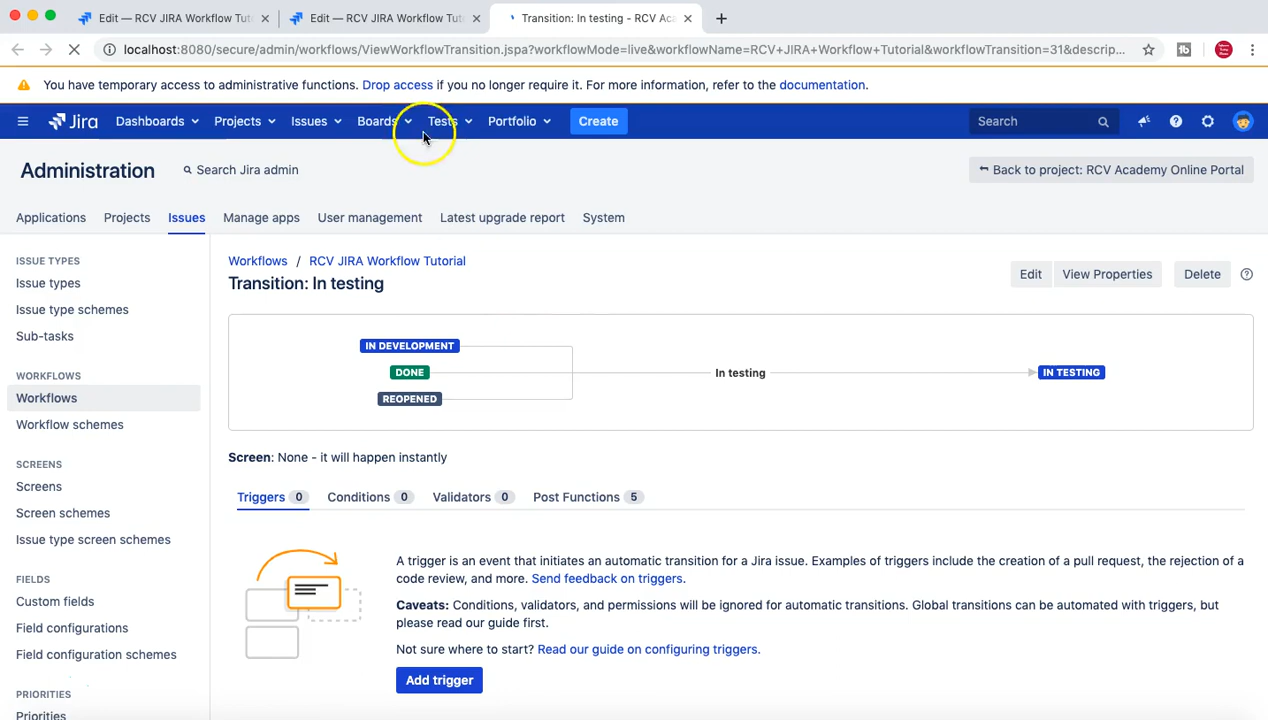 Edit — RCV JIRA Workflow Tut
Edit — RCV JIRA Workflow Tut
Transition: In testing - RCV Aca
localhost:8080/secure/admin/workflows/ViewWorkflowTransition.jspa?workflowMode=live&workflowName=RCV+JIRA+Workflow+Tutorial&workflowTransition=31&descrip...
You have temporary access to administrative functions. Drop access if you no longer require it. For more information, refer to the documentation.
Jira Dashboards Projects Issues Boards Tests Portfolio Create Search
Administration Search Jira admin Back to project: RCV Academy Online Portal
Applications Projects Issues Manage apps User management Latest upgrade report System
ISSUE TYPES
Issue types
Issue type schemes
Sub-tasks
WORKFLOWS
Workflows
Workflow schemes
SCREENS
Screens
Screen schemes
Issue type screen schemes
FIELDS
Custom fields
Field configurations
Field configuration schemes
PRIORITIES
Priorities
Workflows / RCV JIRA Workflow Tutorial
Transition: In testing
Edit View Properties Delete
IN DEVELOPMENT
DONE In testing IN TESTING
REOPENED
Screen: None - it will happen instantly
Triggers 0 Conditions 0 Validators 0 Post Functions 5
A trigger is an event that initiates an automatic transition for a Jira issue. Examples of triggers include the creation of a pull request, the rejection of a
code review, and more. Send feedback on triggers.
Caveats: Conditions, validators, and permissions will be ignored for automatic transitions. Global transitions can be automated with triggers, but
please read our guide first.
Not sure where to start? Read our guide on configuring triggers.
Add trigger